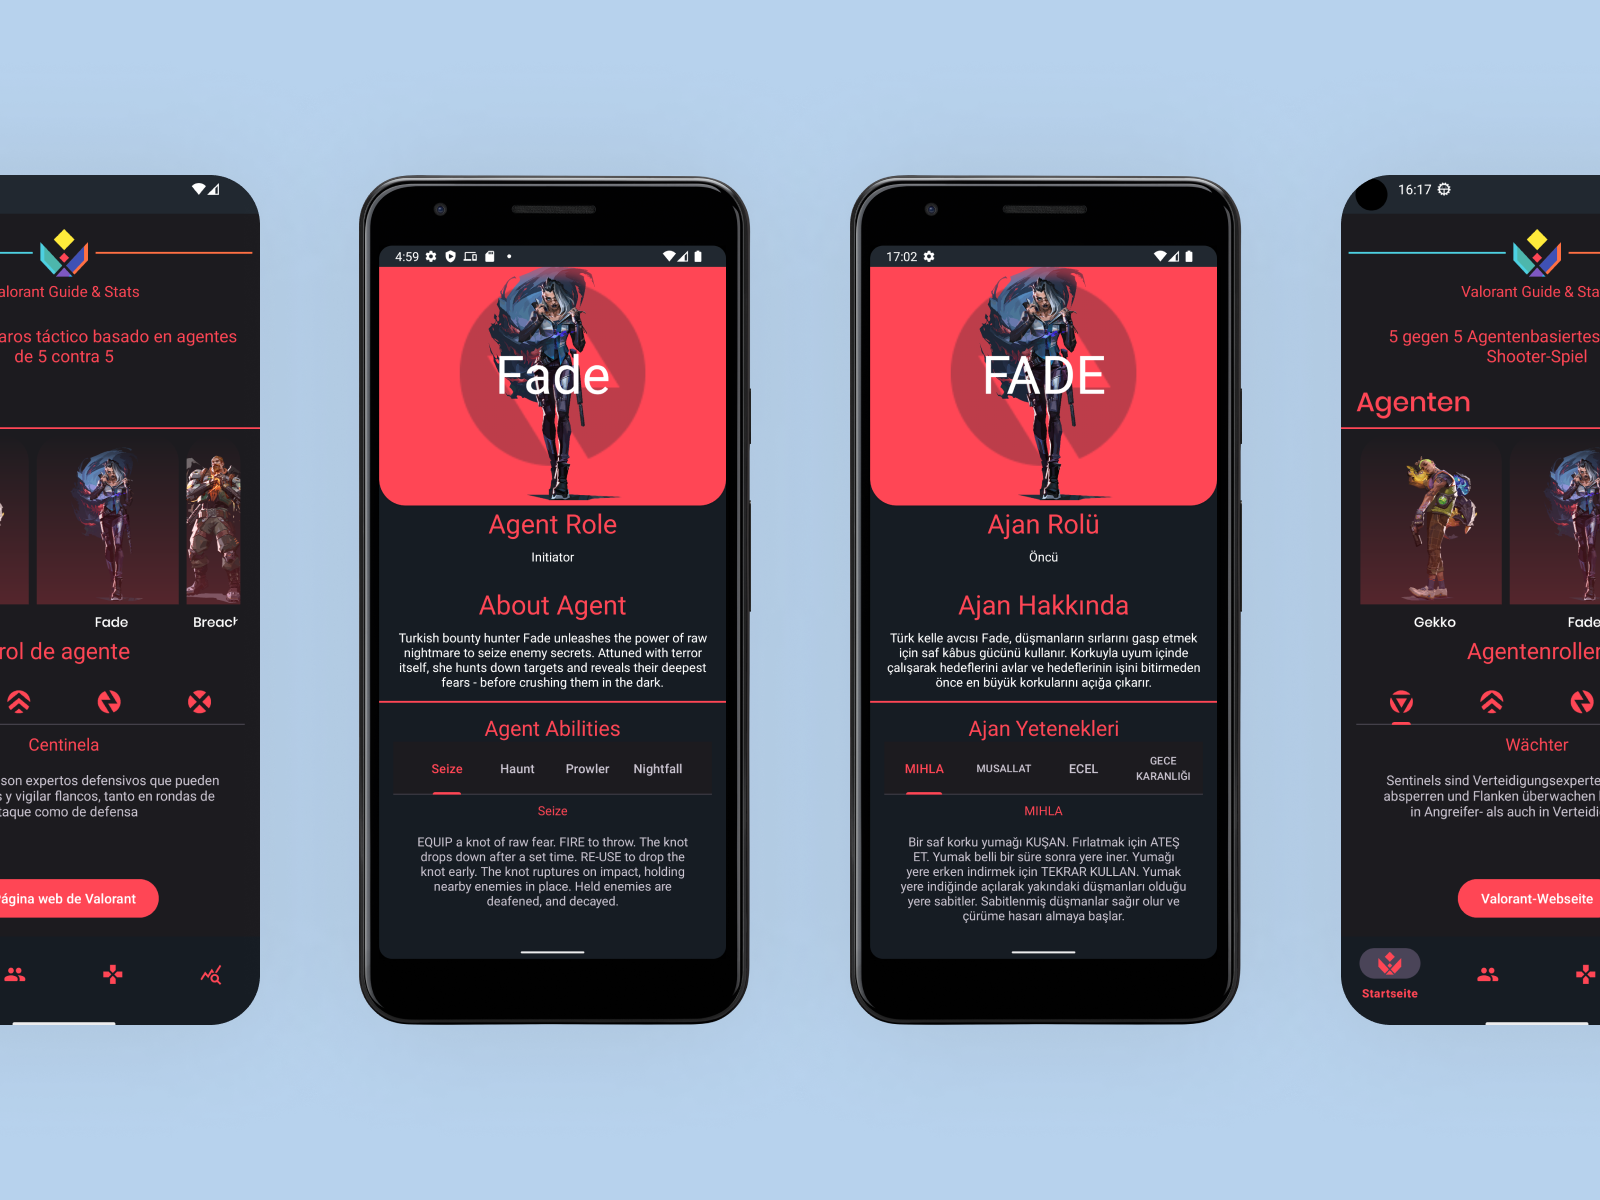 alorant Guide & Stats
aros táctico basado en agentes
de 5 contra 5
Fade
Breach
rol de agente
Centinela
son expertos defensivos que pueden
s y vigilar flancos, tanto en rondas de
taque como de defensa
Página web de Valorant
4:59
Fade
Agent Role
Initiator
About Agent
Turkish bounty hunter Fade unleashes the power of raw
nightmare to seize enemy secrets. Attuned with terror
itself, she hunts down targets and reveals their deepest
fears - before crushing them in the dark.
Agent Abilities
Seize Haunt Prowler Nightfall
Seize
EQUIP a knot of raw fear. FIRE to throw. The knot
drops down after a set time. RE-USE to drop the
knot early. The knot ruptures on impact, holding
nearby enemies in place. Held enemies are
deafened, and decayed.
17:02
FADE
Ajan Rolü
Öncü
Ajan Hakkında
Türk kelle avcısı Fade, düşmanların sırlarını gasp etmek
için saf kâbus gücünü kullanır. Korkuyla uyum içinde
çalışarak hedeflerini avlar ve hedeflerinin işini bitirmeden
önce en büyük korkularını açığa çıkarır.
Ajan Yetenekleri
MIHLA MUSALLAT ECEL GECE
KARANLIĞI
MIHLA
Bir saf korku yumağı KUŞAN. Fırlatmak için ATEŞ
ET. Yumak belli bir süre sonra yere iner. Yumağı
yere erken indirmek için TEKRAR KULLAN. Yumak
yere indiğinde açılarak yakındaki düşmanları olduğu
yere sabitler. Sabitlenmiş düşmanlar sağır olur ve
çürüme hasarı almaya başlar.
16:17
Valorant Guide & Sta
5 gegen 5 Agentenbasiertes
Shooter-Spiel
Agenten
Gekko
Fade
Agentenrollen
Wächter
Sentinels sind Verteidigungsexperte
absperren und Flanken überwachen
in Angreifer- als auch in Verteidi
Valorant-Webseite
Startseite